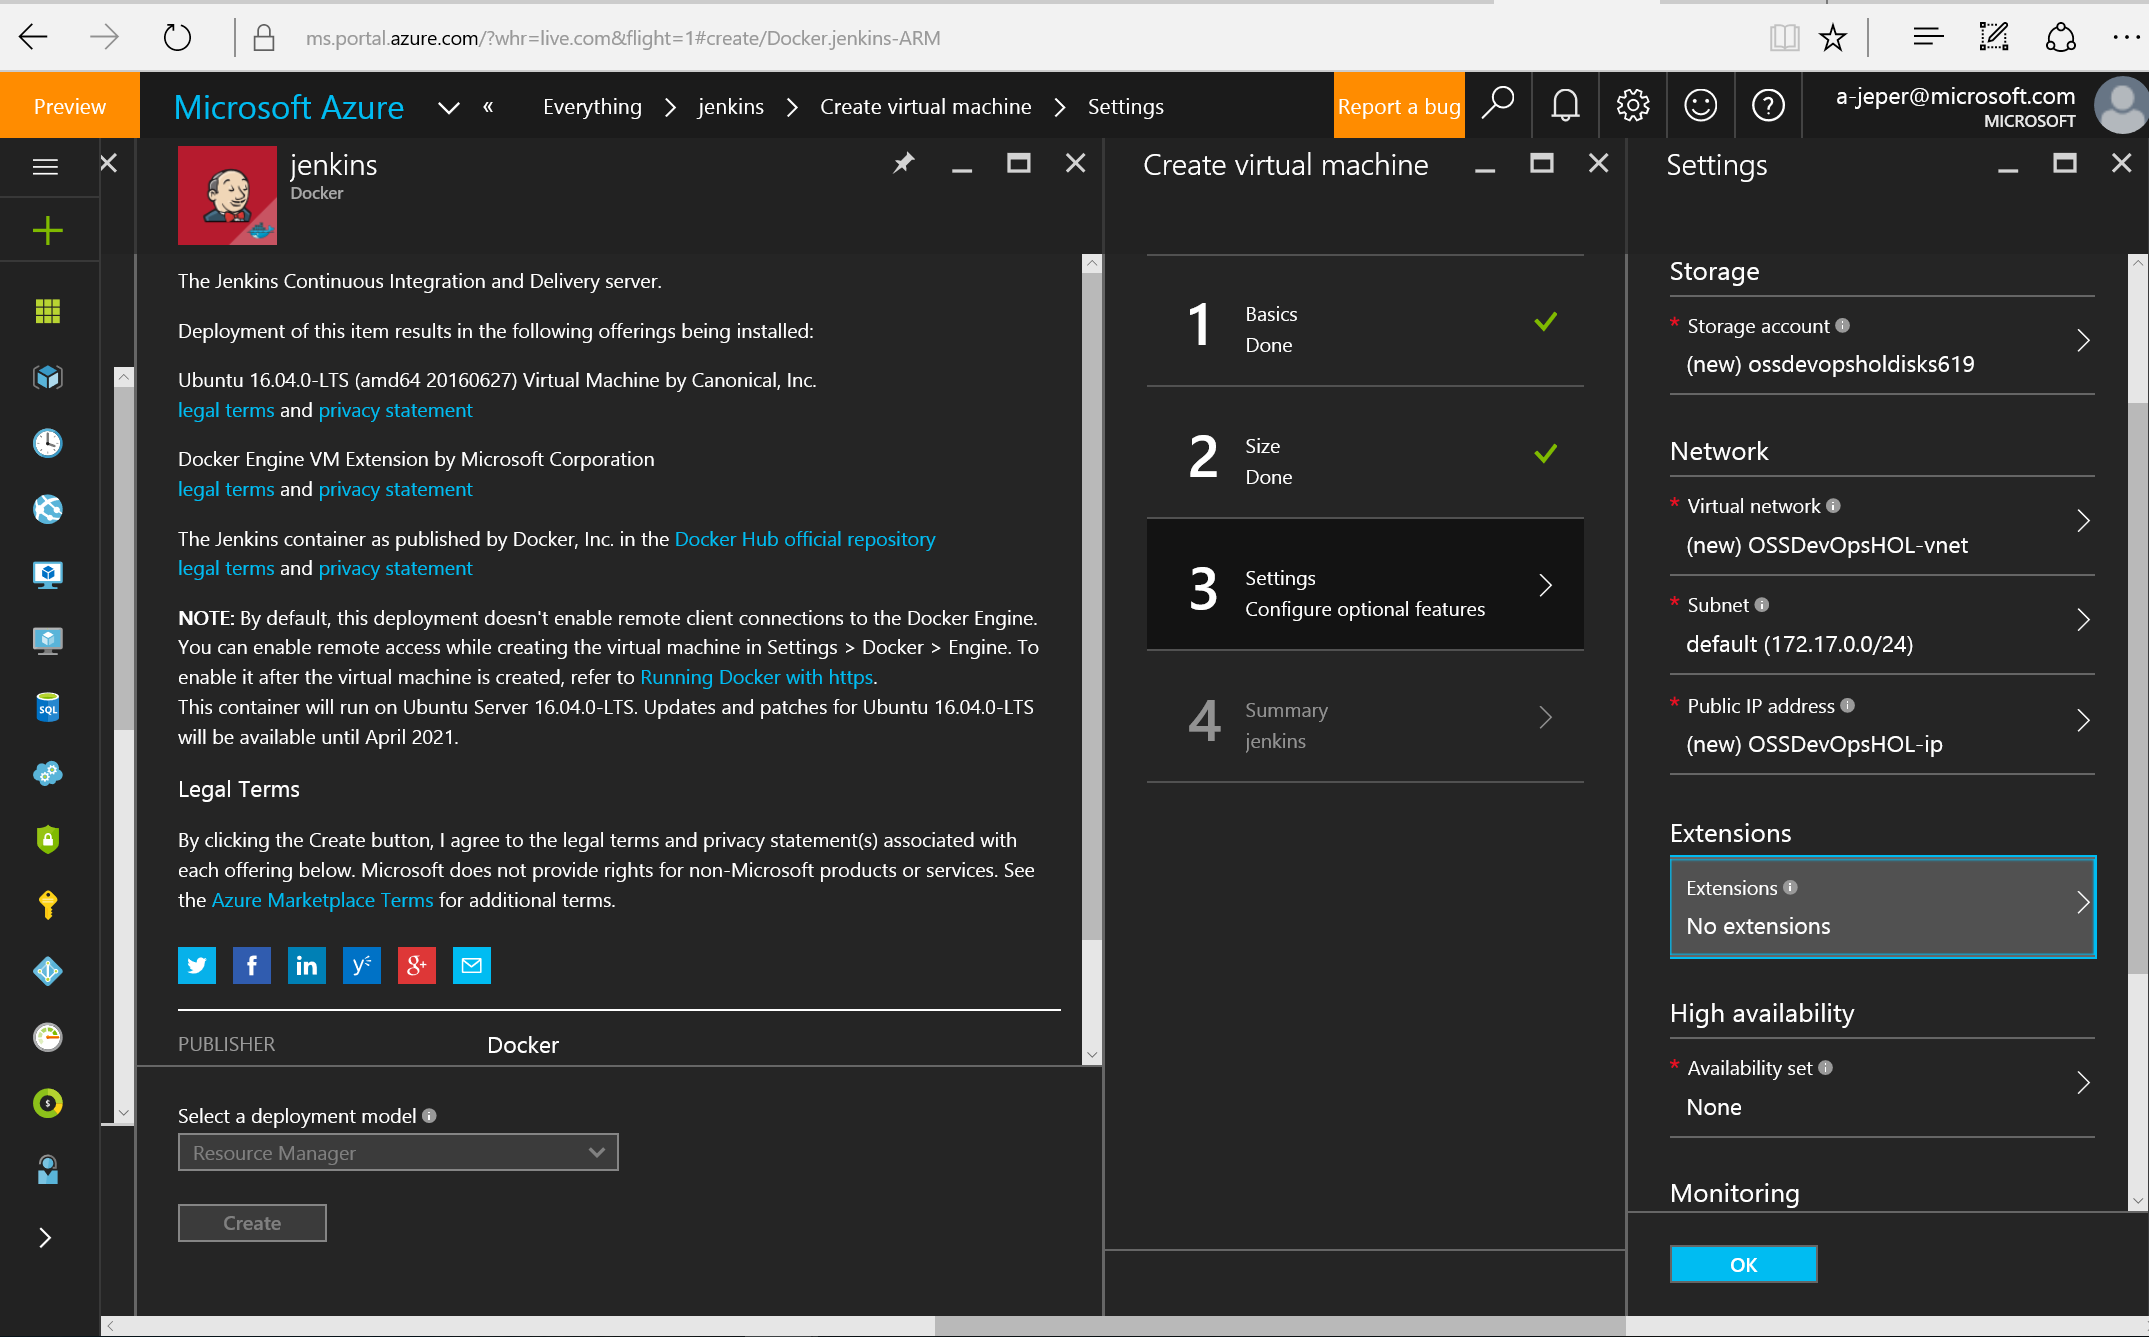 ms.portal.azure.com/?whr=live.com&flight=1#create/Docker.jenkins-ARM
Preview
Microsoft Azure
«
Everything > jenkins > Create virtual machine > Settings
Report a bug
a-jeper@microsoft.com
MICROSOFT
jenkins
Docker
The Jenkins Continuous Integration and Delivery server.
Deployment of this item results in the following offerings being installed:
Ubuntu 16.04.0-LTS (amd64 20160627) Virtual Machine by Canonical, Inc.
legal terms and privacy statement
Docker Engine VM Extension by Microsoft Corporation
legal terms and privacy statement
The Jenkins container as published by Docker, Inc. in the Docker Hub official repository
legal terms and privacy statement
NOTE: By default, this deployment doesn't enable remote client connections to the Docker Engine.
You can enable remote access while creating the virtual machine in Settings > Docker > Engine. To
enable it after the virtual machine is created, refer to Running Docker with https.
This container will run on Ubuntu Server 16.04.0-LTS. Updates and patches for Ubuntu 16.04.0-LTS
will be available until April 2021.
Legal Terms
By clicking the Create button, I agree to the legal terms and privacy statement(s) associated with
each offering below. Microsoft does not provide rights for non-Microsoft products or services. See
the Azure Marketplace Terms for additional terms.
f
in
y
g+
PUBLISHER
Docker
Select a deployment model
Resource Manager
Create
SQL
Create virtual machine
1
Basics
Done
2
Size
Done
3
Settings
Configure optional features
4
Summary
jenkins
Settings
Storage
* Storage account
(new) ossdevopsholdisks619
Network
* Virtual network
(new) OSSDevOpsHOL-vnet
* Subnet
default (172.17.0.0/24)
* Public IP address
(new) OSSDevOpsHOL-ip
Extensions
Extensions
No extensions
High availability
* Availability set
None
Monitoring
OK